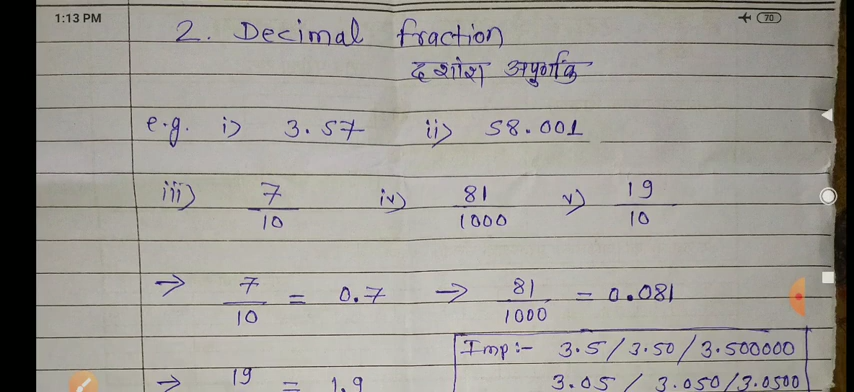 1:13 PM 70
2. Decimal fraction
दशांश अपुर्णांक
e.g. i) 3.57 ii) 58.001
iii) 7/10 iv) 81/1000 v) 19/10
→ 7/10 = 0.7 → 81/1000 = 0.081
Imp:- 3.5 / 3.50 / 3.500000
→ 19 = 1.9 3.05 / 3.050 / 3.0500